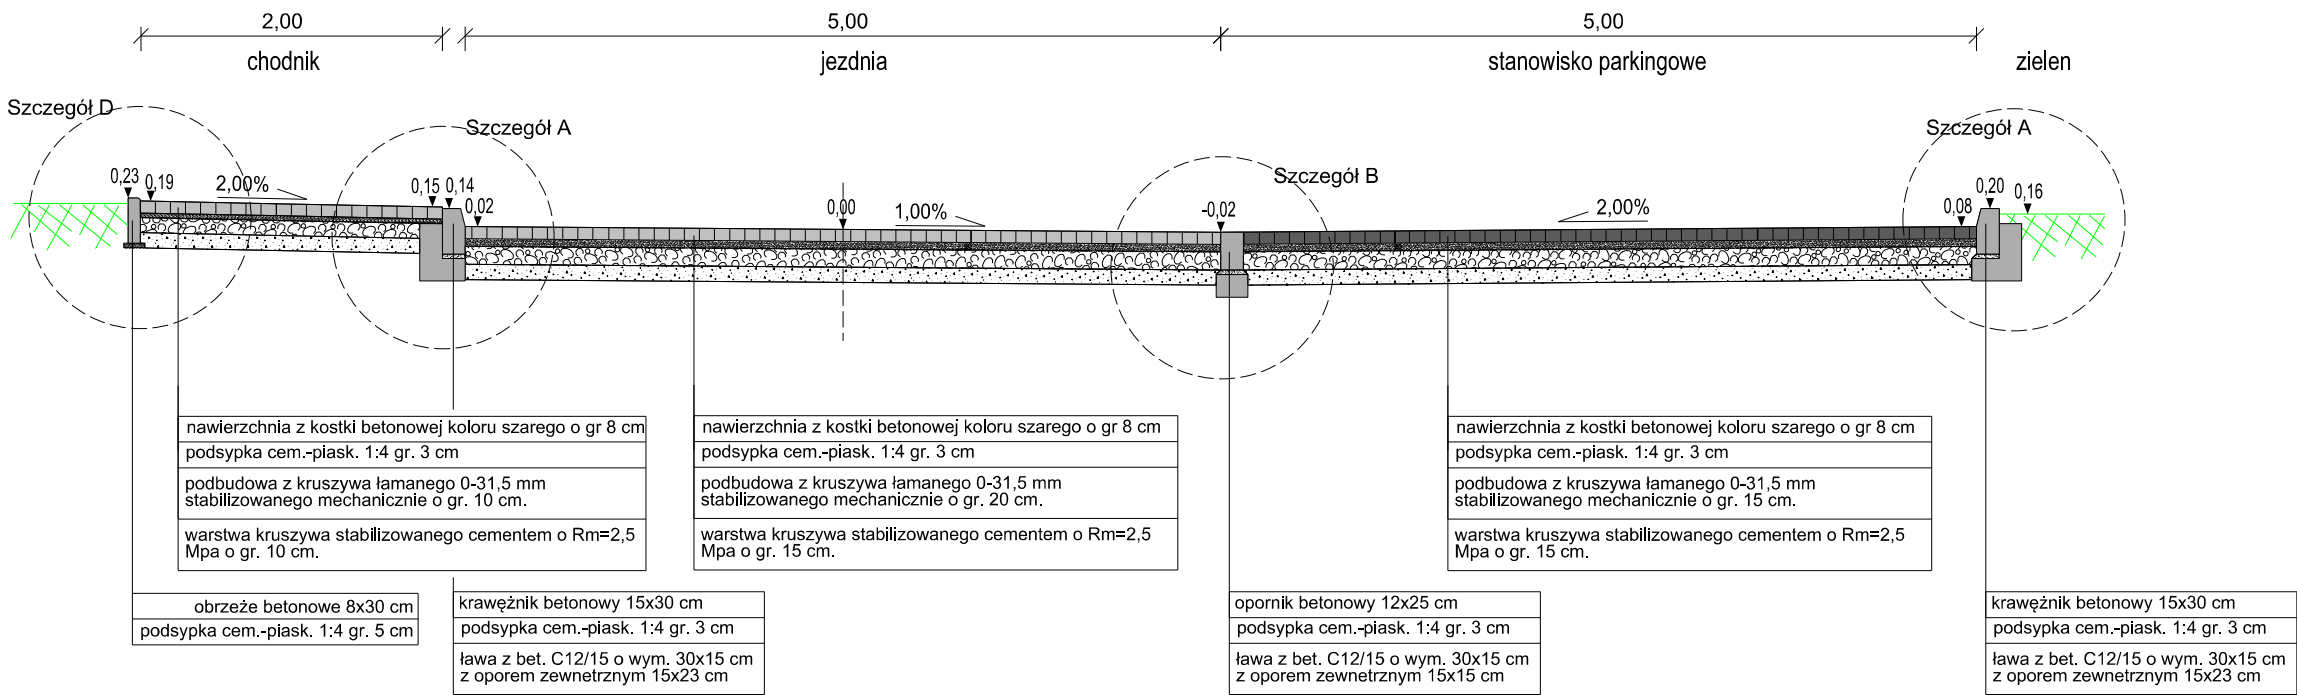 2,00
5,00
5,00
chodnik
jezdnia
stanowisko parkingowe
zielen
Szczegół D
Szczegół A
Szczegół B
Szczegół A
0,23
0,19
2,00%
0,15
0,14
0,02
0,00
1,00%
-0,02
2,00%
0,08
0,20
0,16
nawierzchnia z kostki betonowej koloru szarego o gr 8 cm
podsypka cem.-piask. 1:4 gr. 3 cm
podbudowa z kruszywa łamanego 0-31,5 mm
stabilizowanego mechanicznie o gr. 10 cm.
warstwa kruszywa stabilizowanego cementem o Rm=2,5
Mpa o gr. 10 cm.
nawierzchnia z kostki betonowej koloru szarego o gr 8 cm
podsypka cem.-piask. 1:4 gr. 3 cm
podbudowa z kruszywa łamanego 0-31,5 mm
stabilizowanego mechanicznie o gr. 20 cm.
warstwa kruszywa stabilizowanego cementem o Rm=2,5
Mpa o gr. 15 cm.
nawierzchnia z kostki betonowej koloru szarego o gr 8 cm
podsypka cem.-piask. 1:4 gr. 3 cm
podbudowa z kruszywa łamanego 0-31,5 mm
stabilizowanego mechanicznie o gr. 15 cm.
warstwa kruszywa stabilizowanego cementem o Rm=2,5
Mpa o gr. 15 cm.
obrzeże betonowe 8x30 cm
podsypka cem.-piask. 1:4 gr. 5 cm
krawężnik betonowy 15x30 cm
podsypka cem.-piask. 1:4 gr. 3 cm
ława z bet. C12/15 o wym. 30x15 cm
z oporem zewnetrznym 15x23 cm
opornik betonowy 12x25 cm
podsypka cem.-piask. 1:4 gr. 3 cm
ława z bet. C12/15 o wym. 30x15 cm
z oporem zewnetrznym 15x15 cm
krawężnik betonowy 15x30 cm
podsypka cem.-piask. 1:4 gr. 3 cm
ława z bet. C12/15 o wym. 30x15 cm
z oporem zewnetrznym 15x23 cm